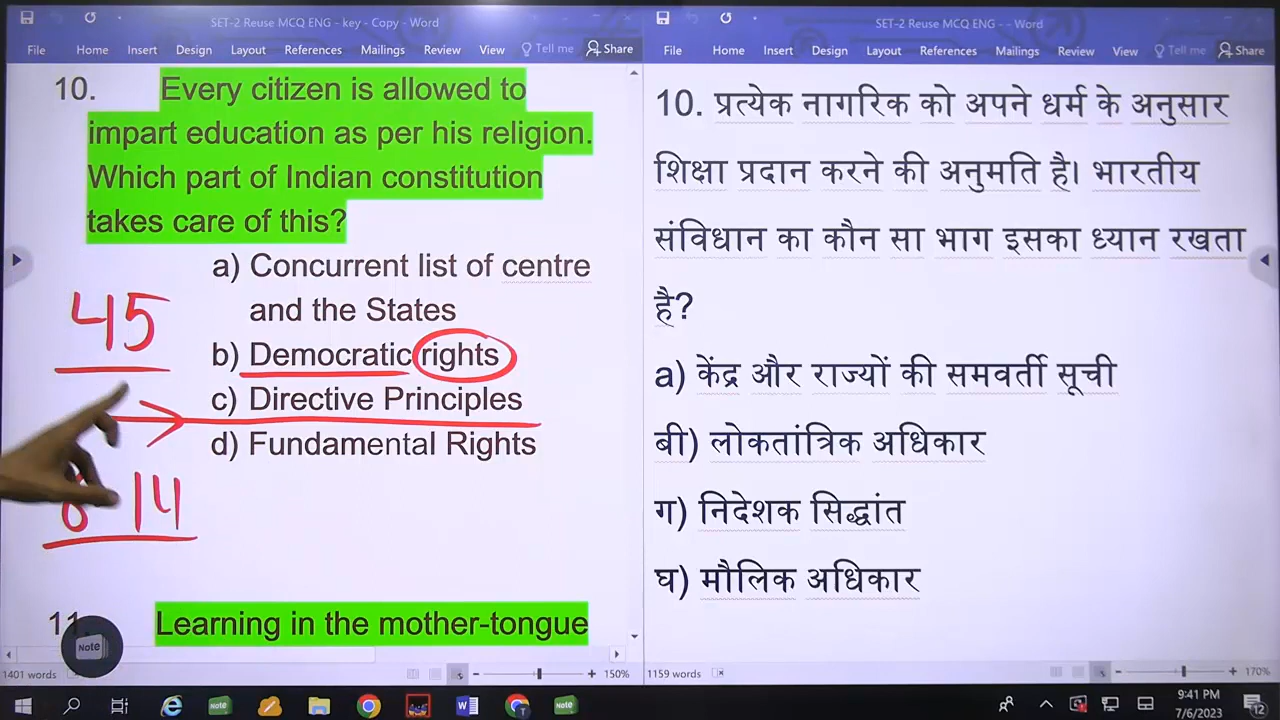 SET-2 Reuse MCQ ENG - key - Copy - Word
File Home Insert Design Layout References Mailings Review View Tell me Share
10. Every citizen is allowed to
impart education as per his religion.
Which part of Indian constitution
takes care of this?
a) Concurrent list of centre
and the States
b) Democratic rights
c) Directive Principles
d) Fundamental Rights
45
6 14
11. Learning in the mother-tongue
Note
1401 words
150%
SET-2 Reuse MCQ ENG - - Word
File Home Insert Design Layout References Mailings Review View Tell me Share
10. प्रत्येक नागरिक को अपने धर्म के अनुसार
शिक्षा प्रदान करने की अनुमति है। भारतीय
संविधान का कौन सा भाग इसका ध्यान रखता
है?
a) केंद्र और राज्यों की समवर्ती सूची
बी) लोकतांत्रिक अधिकार
ग) निदेशक सिद्धांत
घ) मौलिक अधिकार
1159 words
170%
Note
Note
9:41 PM
7/6/2023
12